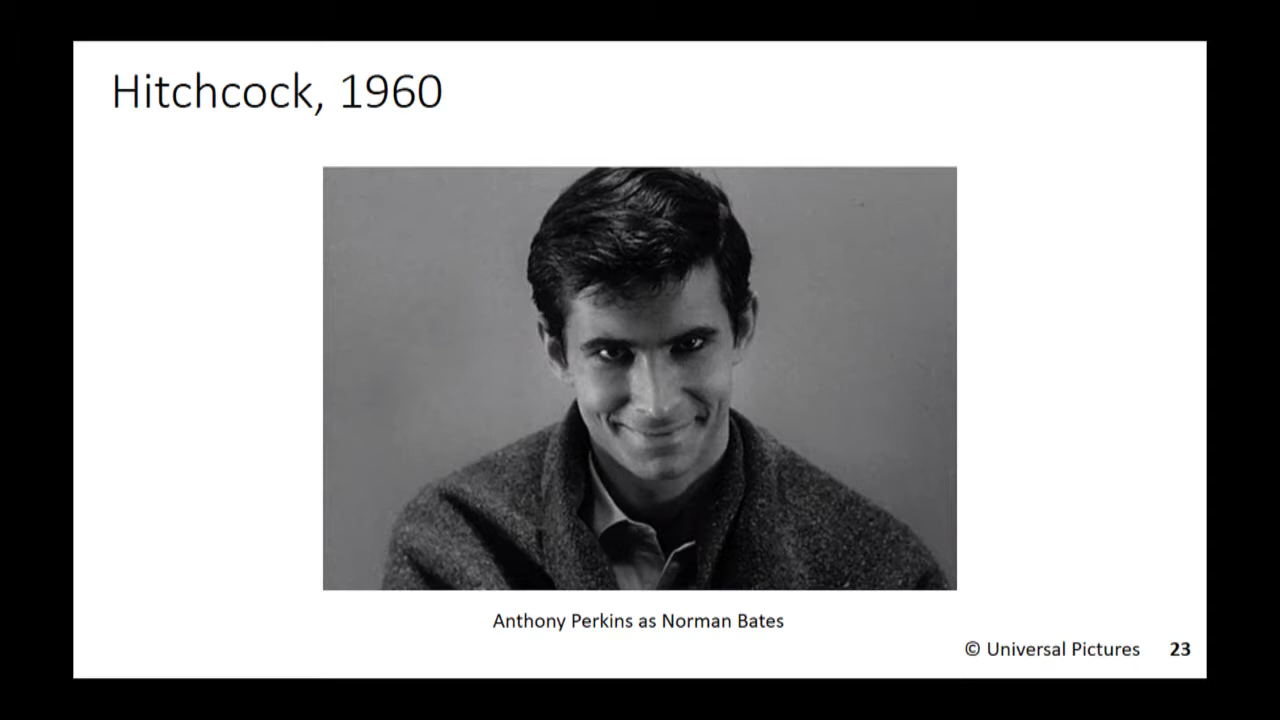 Hitchcock, 1960
Anthony Perkins as Norman Bates
© Universal Pictures 23